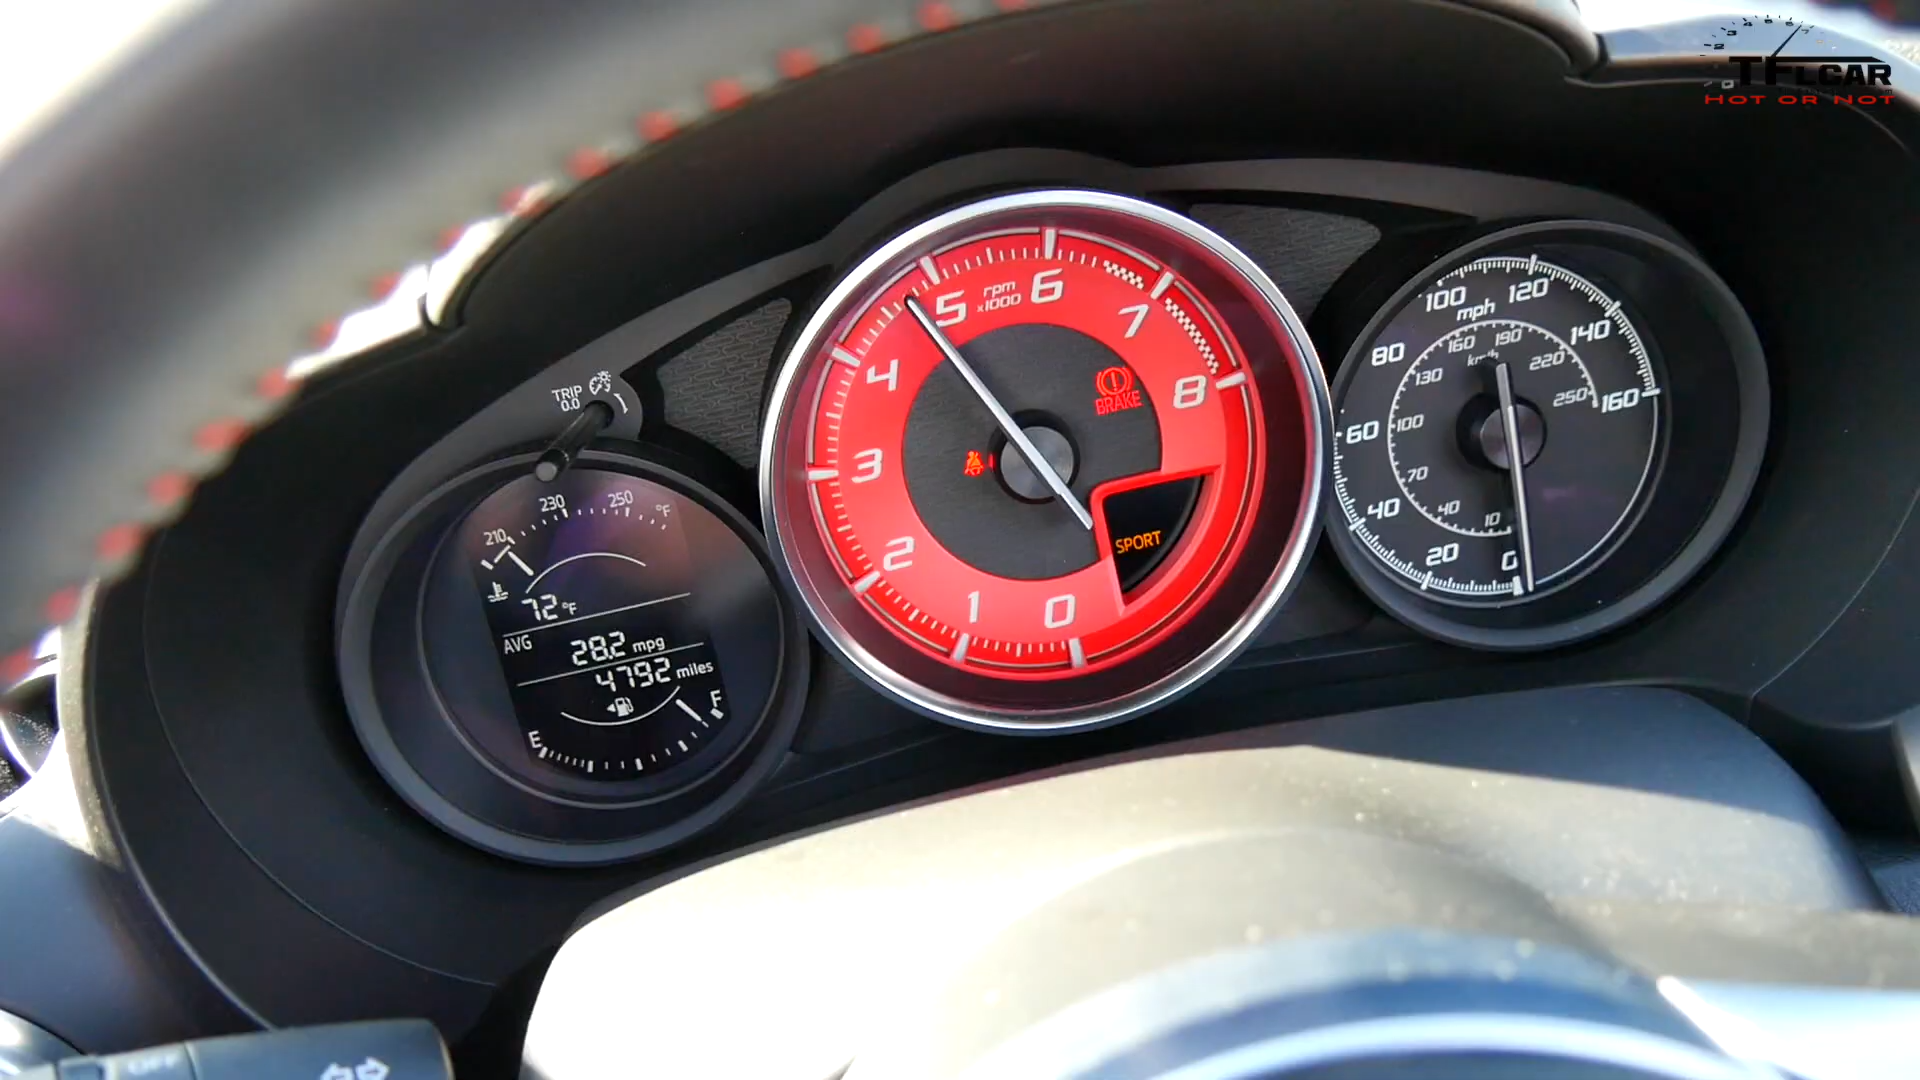 TFLCAR
HOT OR NOT
TRIP
0.0
210 230 250 °F
72 °F
AVG
28.2 mpg
4792 miles
E F
0 1 2 3 4 5 6 7 8
rpm
x1000
BRAKE
SPORT
0 20 40 60 80 100 120 140 160
mph
10 40 70 100 130 160 190 220 250
km/h
OFF